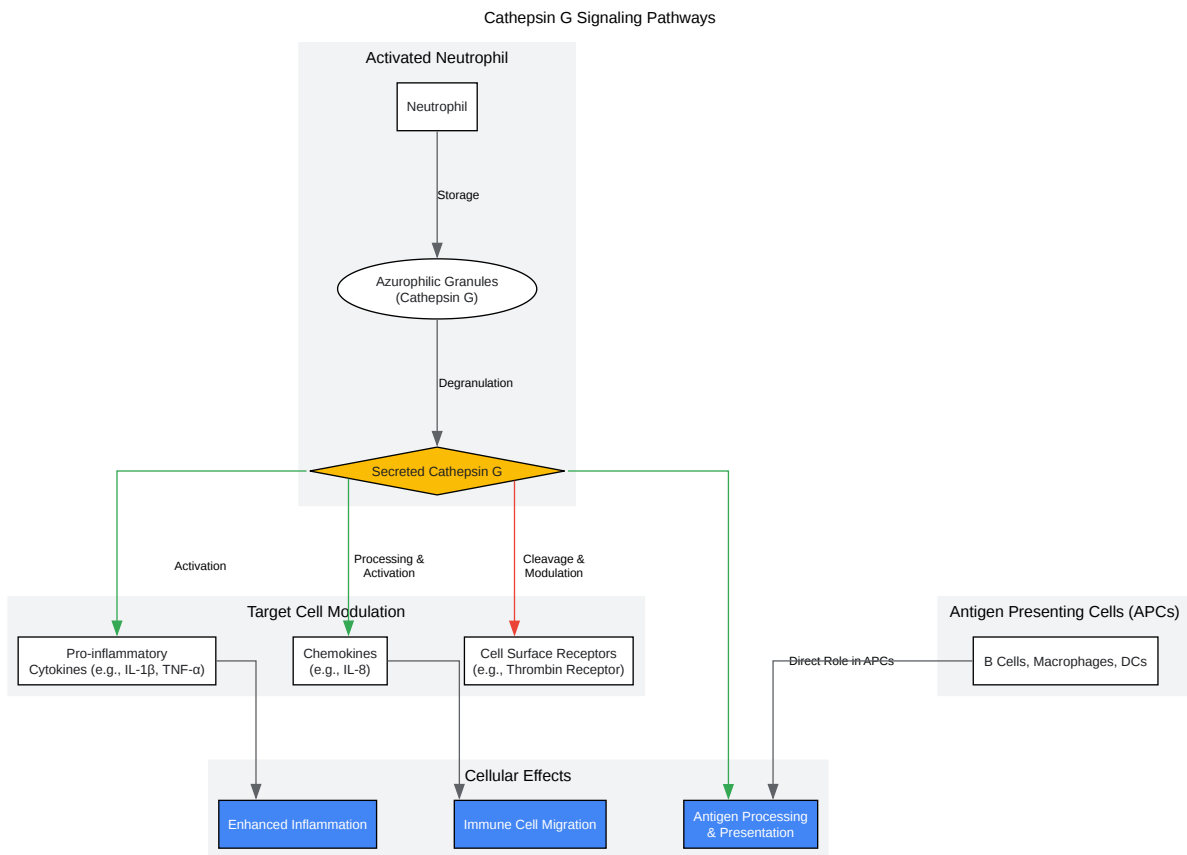 Cathepsin G Signaling Pathways
Activated Neutrophil
Neutrophil
Storage
Azurophilic Granules
(Cathepsin G)
Degranulation
Secreted Cathepsin G
Activation
Processing &
Activation
Cleavage &
Modulation
Target Cell Modulation
Pro-inflammatory
Cytokines (e.g., IL-1β, TNF-α)
Chemokines
(e.g., IL-8)
Cell Surface Receptors
(e.g., Thrombin Receptor)
Antigen Presenting Cells (APCs)
Direct Role in APCs
B Cells, Macrophages, DCs
Cellular Effects
Enhanced Inflammation
Immune Cell Migration
Antigen Processing
& Presentation